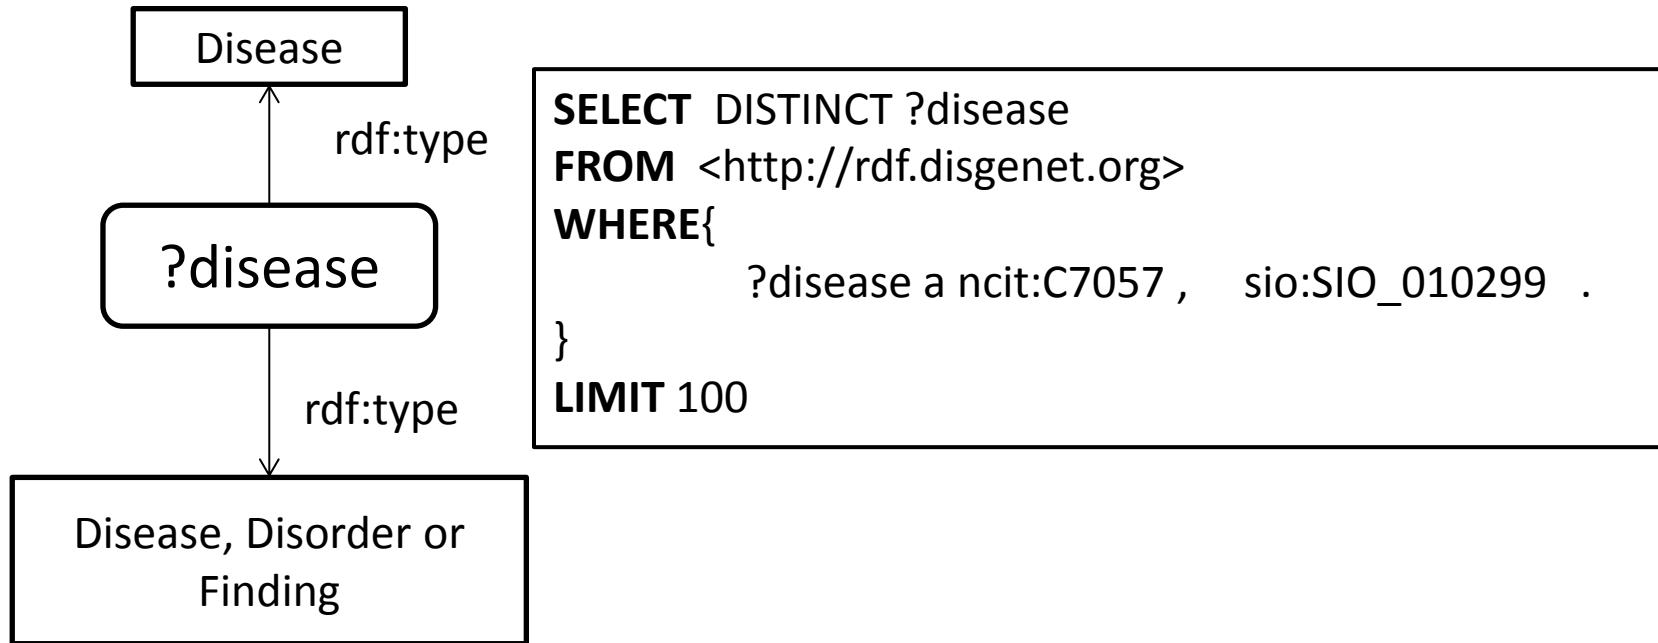 Disease
rdf:type
?disease
rdf:type
Disease, Disorder or
Finding
SELECT DISTINCT ?disease
FROM <http://rdf.disgenet.org>
WHERE{
?disease a ncit:C7057 , sio:SIO_010299 .
}
LIMIT 100